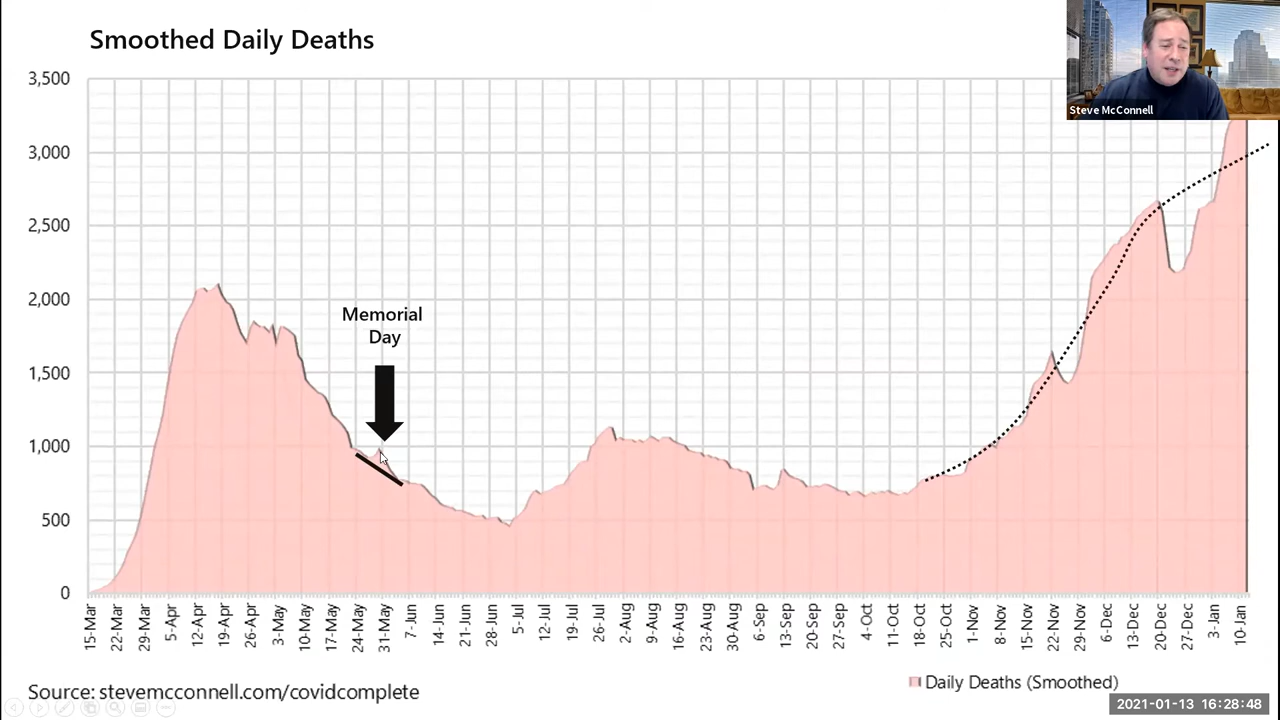 Smoothed Daily Deaths
Steve McConnell
3,500
3,000
2,500
2,000
1,500
1,000
500
0
Memorial
Day
15-Mar
22-Mar
29-Mar
5-Apr
12-Apr
19-Apr
26-Apr
3-May
10-May
17-May
24-May
31-May
7-Jun
14-Jun
21-Jun
28-Jun
5-Jul
12-Jul
19-Jul
26-Jul
2-Aug
9-Aug
16-Aug
23-Aug
30-Aug
6-Sep
13-Sep
20-Sep
27-Sep
4-Oct
11-Oct
18-Oct
25-Oct
1-Nov
8-Nov
15-Nov
22-Nov
29-Nov
6-Dec
13-Dec
20-Dec
27-Dec
3-Jan
10-Jan
Daily Deaths (Smoothed)
Source: stevemcconnell.com/covidcomplete
2021-01-13 16:28:48